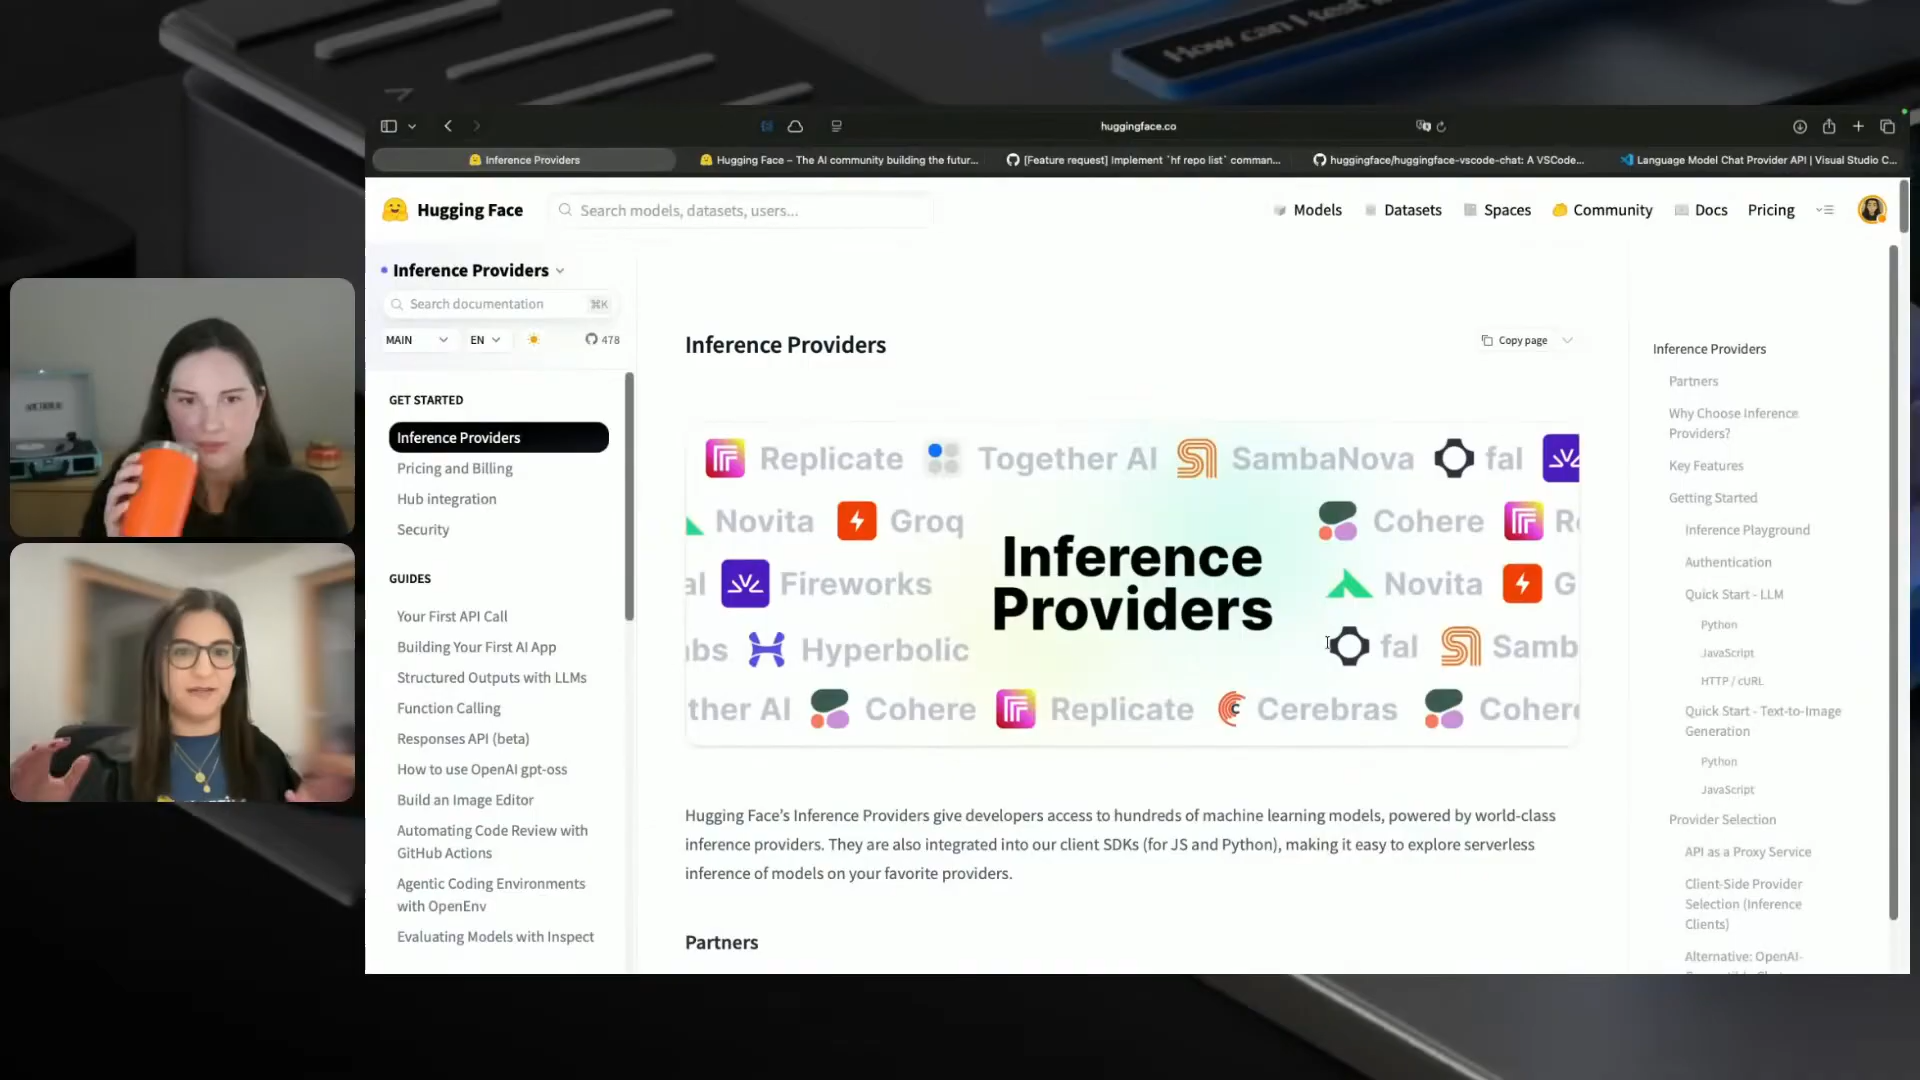 How can I test
huggingface.co
Inference Providers
Hugging Face – The AI community building the futur...
[Feature request] Implement `hf repo list` comman...
huggingface/huggingface-vscode-chat: A VSCode...
Language Model Chat Provider API | Visual Studio C...
Hugging Face
Search models, datasets, users...
Models
Datasets
Spaces
Community
Docs
Pricing
Inference Providers
Search documentation
⌘K
MAIN
EN
478
GET STARTED
Inference Providers
Pricing and Billing
Hub integration
Security
GUIDES
Your First API Call
Building Your First AI App
Structured Outputs with LLMs
Function Calling
Responses API (beta)
How to use OpenAI gpt-oss
Build an Image Editor
Automating Code Review with
GitHub Actions
Agentic Coding Environments
with OpenEnv
Evaluating Models with Inspect
Inference Providers
Copy page
Replicate Together AI SambaNova fal
Novita Groq Cohere R
al Fireworks Novita G
Inference
Providers
bs Hyperbolic fal Samb
ther AI Cohere Replicate Cerebras Cohere
Hugging Face’s Inference Providers give developers access to hundreds of machine learning models, powered by world-class
inference providers. They are also integrated into our client SDKs (for JS and Python), making it easy to explore serverless
inference of models on your favorite providers.
Partners
Inference Providers
Partners
Why Choose Inference
Providers?
Key Features
Getting Started
Inference Playground
Authentication
Quick Start - LLM
Python
JavaScript
HTTP / cURL
Quick Start - Text-to-Image
Generation
Python
JavaScript
Provider Selection
API as a Proxy Service
Client-Side Provider
Selection (Inference
Clients)
Alternative: OpenAI-